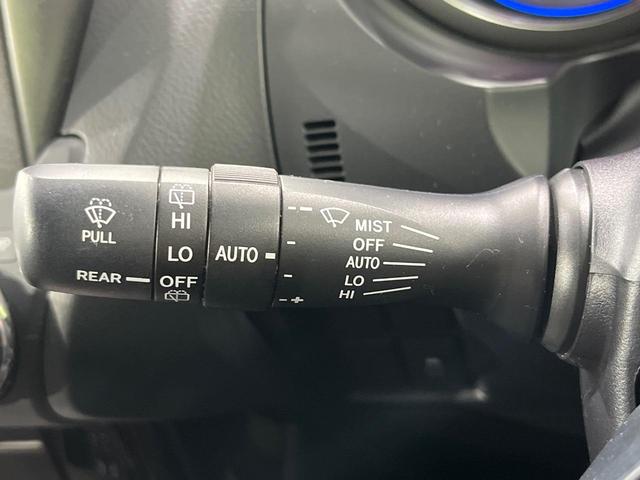 PULL
REAR
HI
LO
OFF
AUTO
- +
MIST
OFF
AUTO
LO
HI